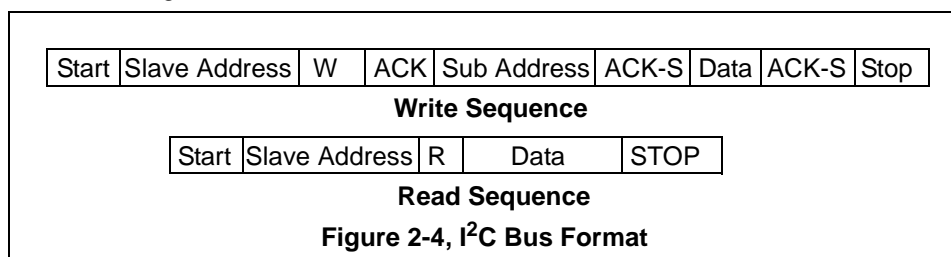 Start Slave Address W ACK Sub Address ACK-S Data ACK-S Stop
Write Sequence
Start Slave Address R Data STOP
Read Sequence
Figure 2-4, I²C Bus Format